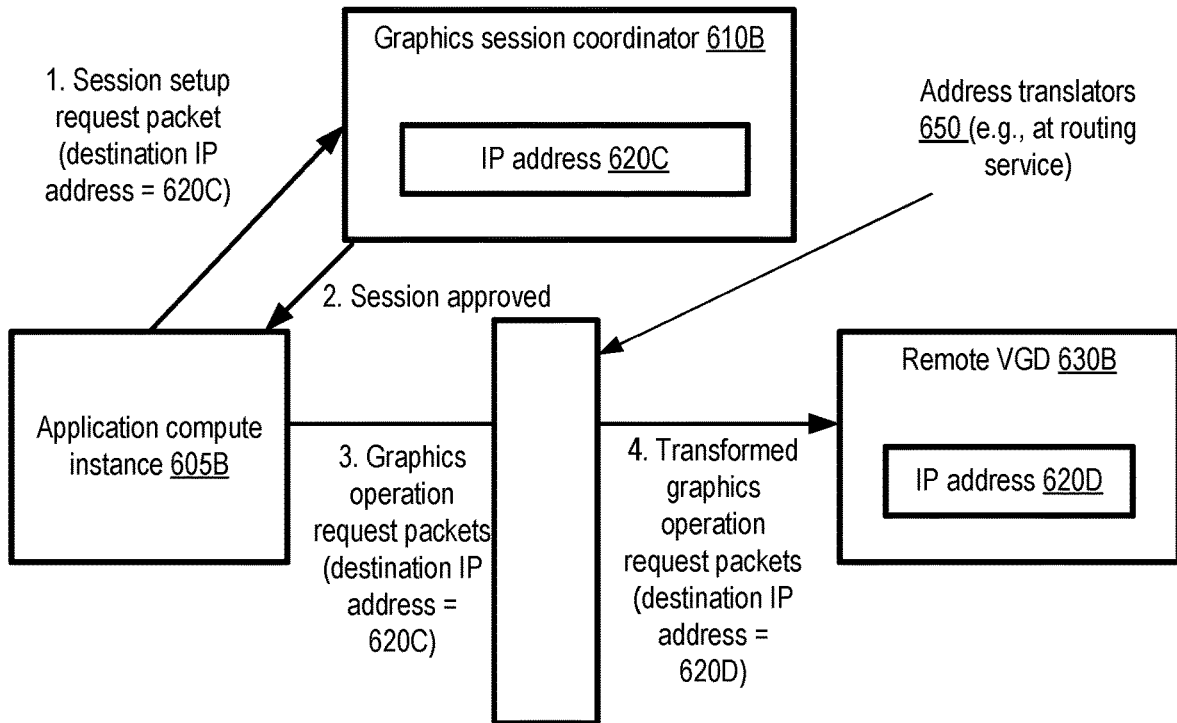 Graphics session coordinator 610B
IP address 620C
1. Session setup
request packet
(destination IP
address = 620C)
Address translators
650 (e.g., at routing
service)
2. Session approved
Application compute
instance 605B
3. Graphics
operation
request packets
(destination IP
address =
620C)
4. Transformed
graphics
operation
request packets
(destination IP
address =
620D)
Remote VGD 630B
IP address 620D